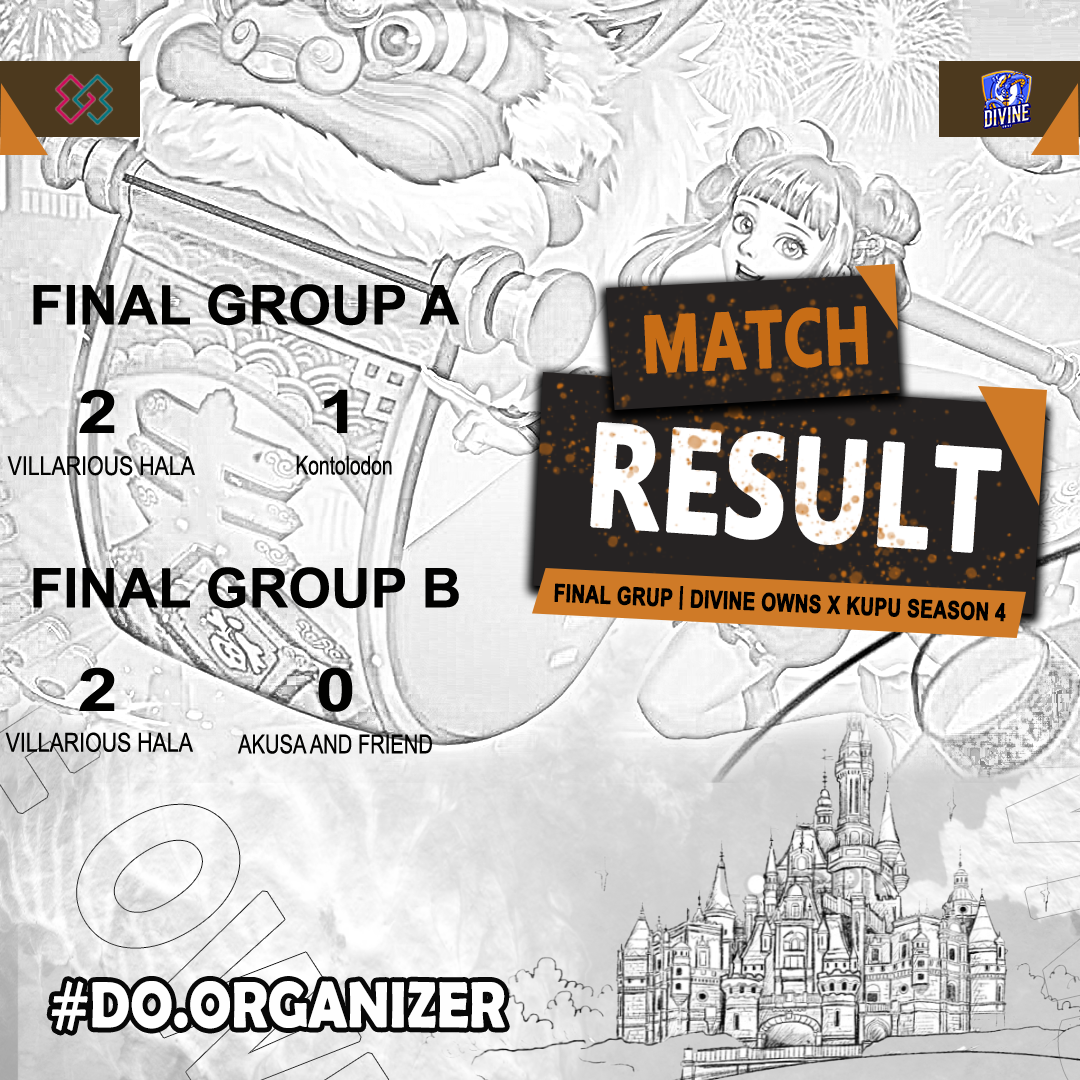 DIVINE
FINAL GROUP A
2 1
VILLARIOUS HALA Kontolodon
FINAL GROUP B
2 0
VILLARIOUS HALA AKUSA AND FRIEND
MATCH
RESULT
FINAL GRUP | DIVINE OWNS X KUPU SEASON 4
#DO.ORGANIZER